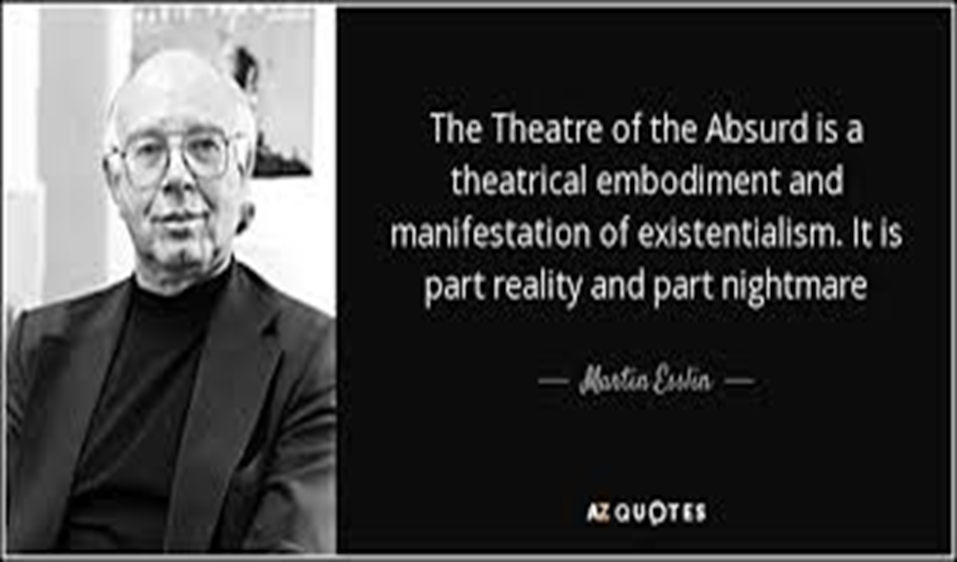 The Theatre of the Absurd is a
theatrical embodiment and
manifestation of existentialism. It is
part reality and part nightmare
— Martin Esslin —
AZ QUOTES